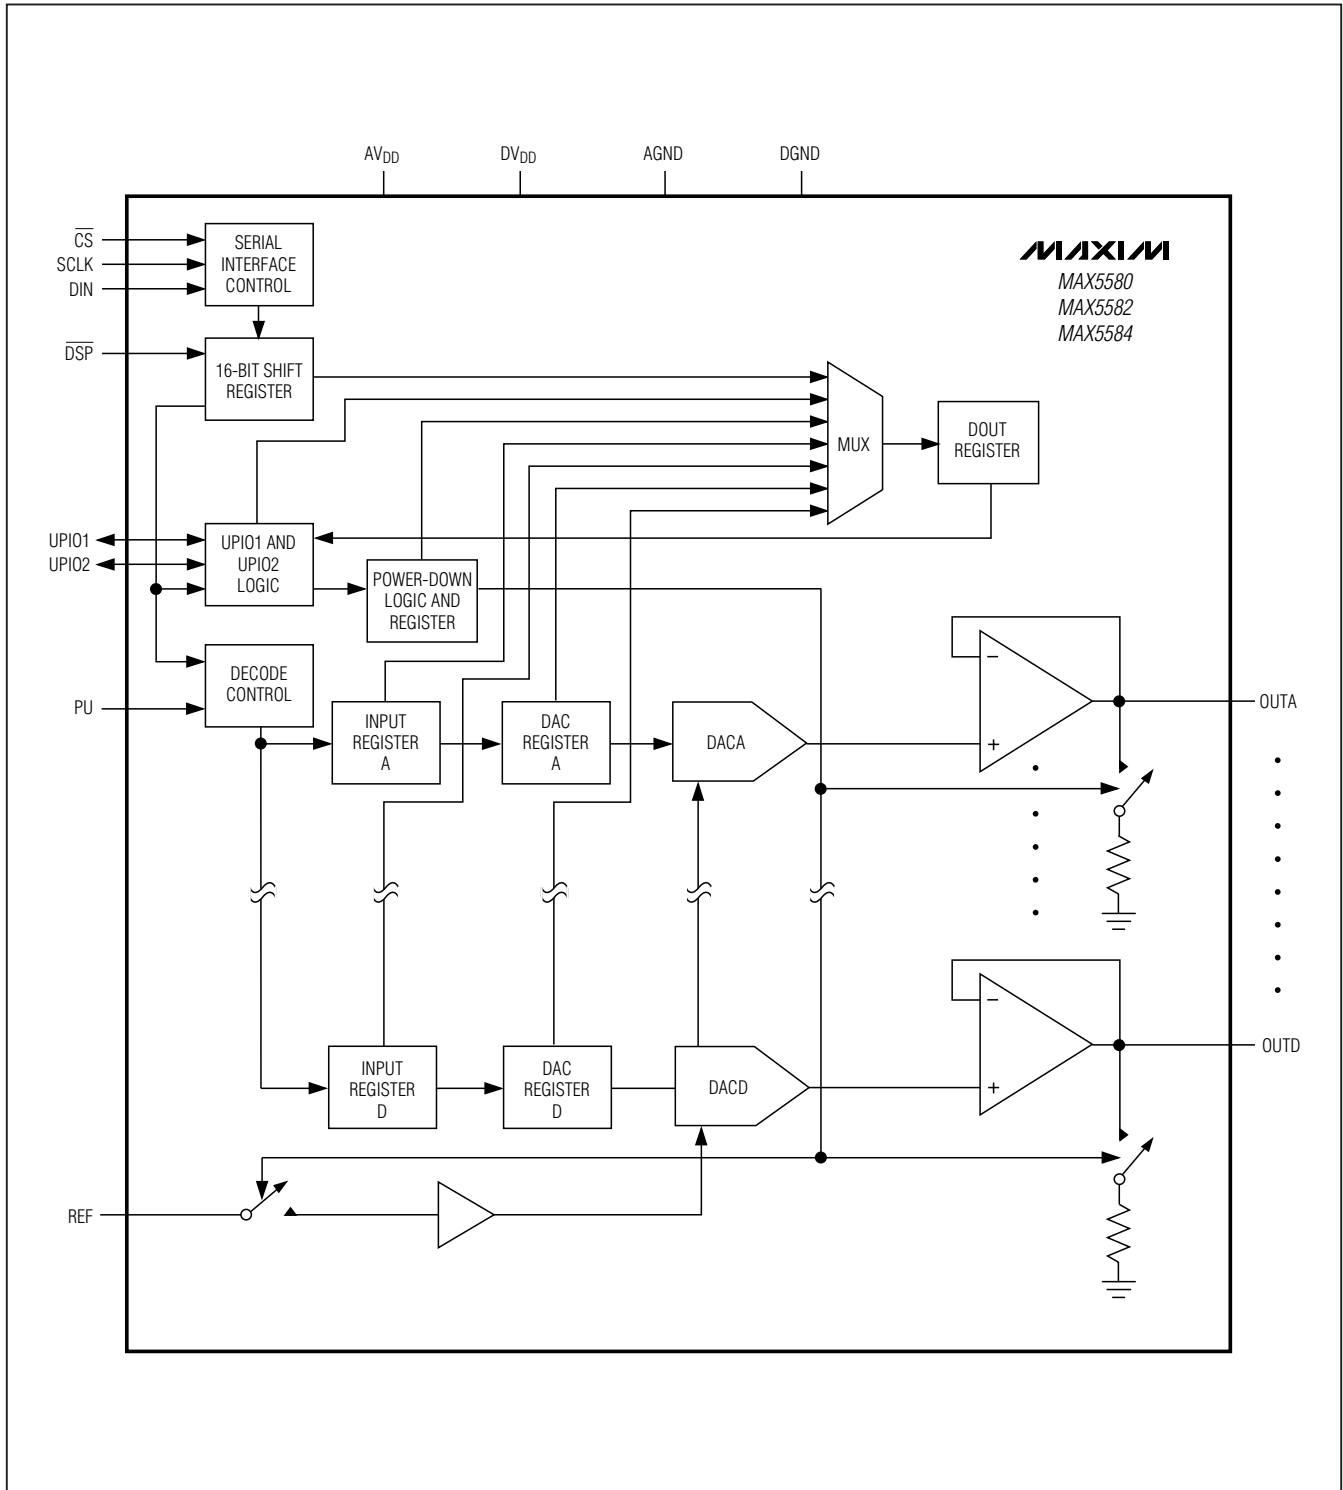 AVDD DVDD AGND DGND
CS
SCLK
DIN
SERIAL
INTERFACE
CONTROL
MAXIM
MAX5580
MAX5582
MAX5584
DSP
16-BIT SHIFT
REGISTER
MUX
DOUT
REGISTER
UPIO1
UPIO2
UPIO1 AND
UPIO2
LOGIC
POWER-DOWN
LOGIC AND
REGISTER
DECODE
CONTROL
PU
INPUT
REGISTER
A
DAC
REGISTER
A
DACA
−
+
OUTA
INPUT
REGISTER
D
DAC
REGISTER
D
DACD
−
+
OUTD
REF